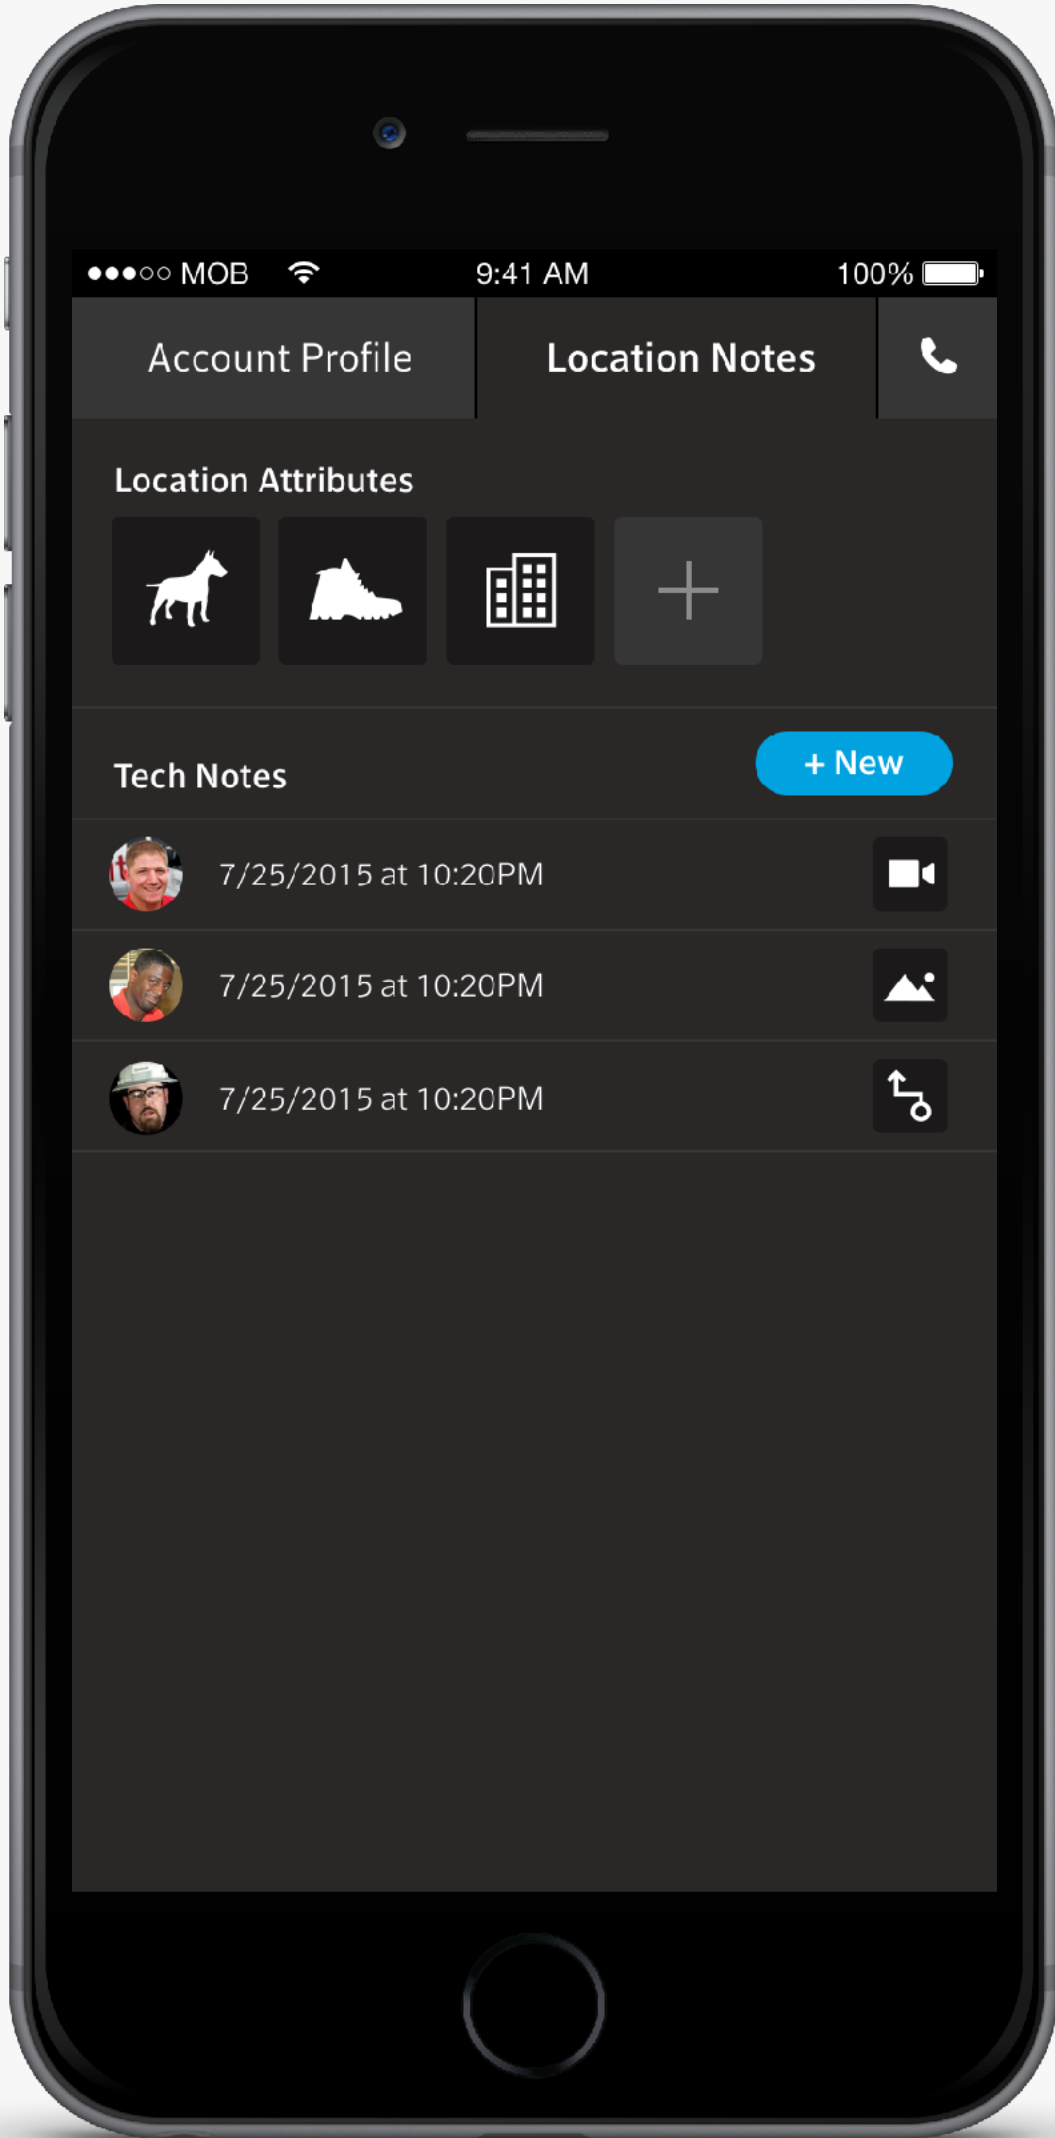 MOB 9:41 AM 100%
Account Profile Location Notes
Location Attributes
Tech Notes + New
7/25/2015 at 10:20PM
7/25/2015 at 10:20PM
7/25/2015 at 10:20PM